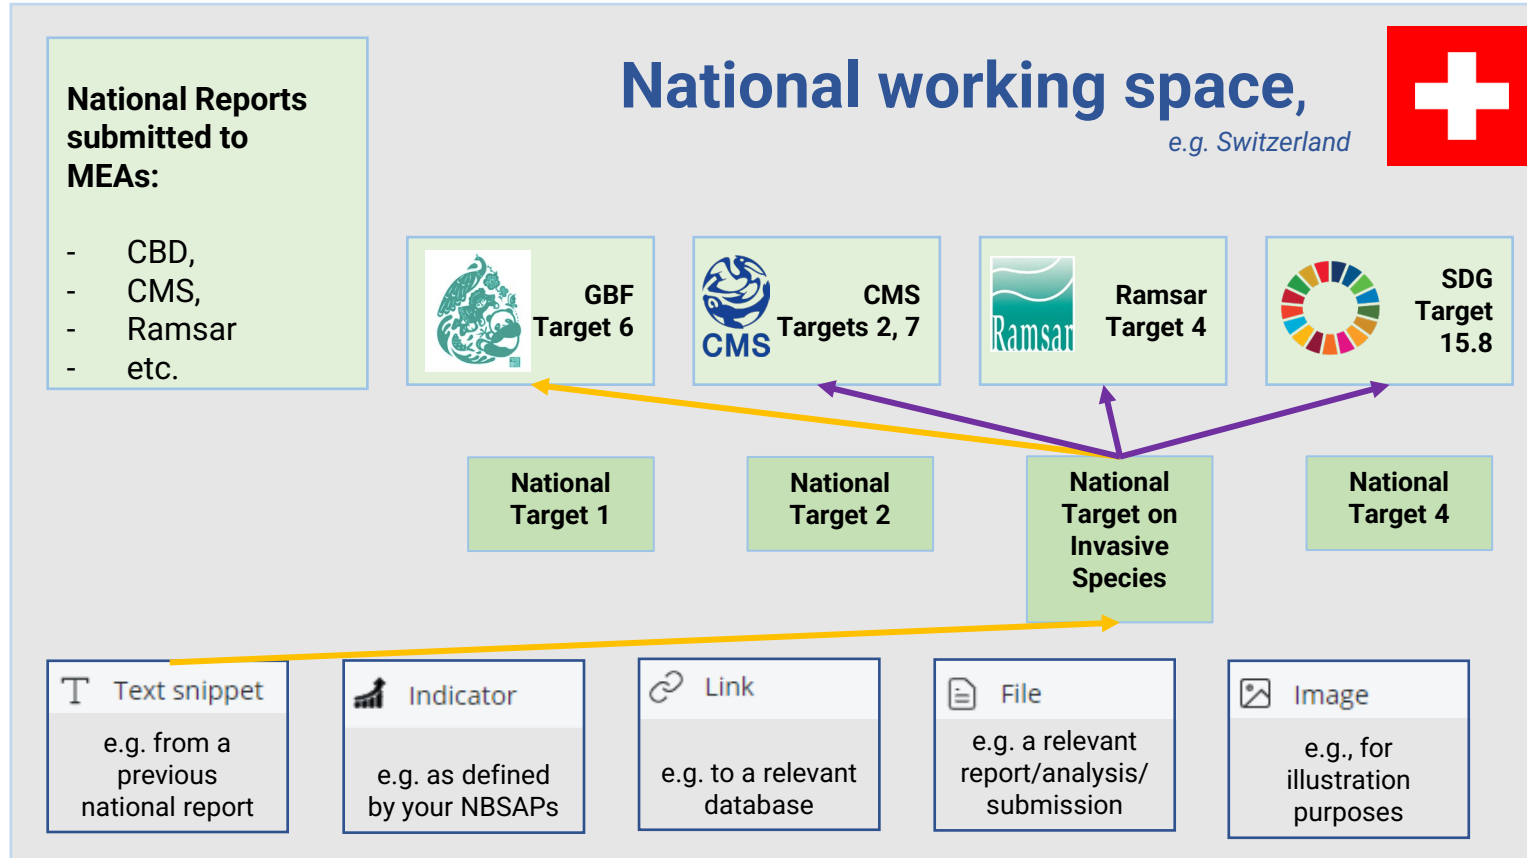 National Reports
submitted to
MEAs:
- CBD,
- CMS,
- Ramsar
- etc.
National working space,
e.g. Switzerland
GBF
Target 6
CMS
CMS
Targets 2, 7
Ramsar
Ramsar
Target 4
SDG
Target
15.8
National
Target 1
National
Target 2
National
Target on
Invasive
Species
National
Target 4
T Text snippet
e.g. from a
previous
national report
Indicator
e.g. as defined
by your NBSAPs
Link
e.g. to a relevant
database
File
e.g. a relevant
report/analysis/
submission
Image
e.g., for
illustration
purposes